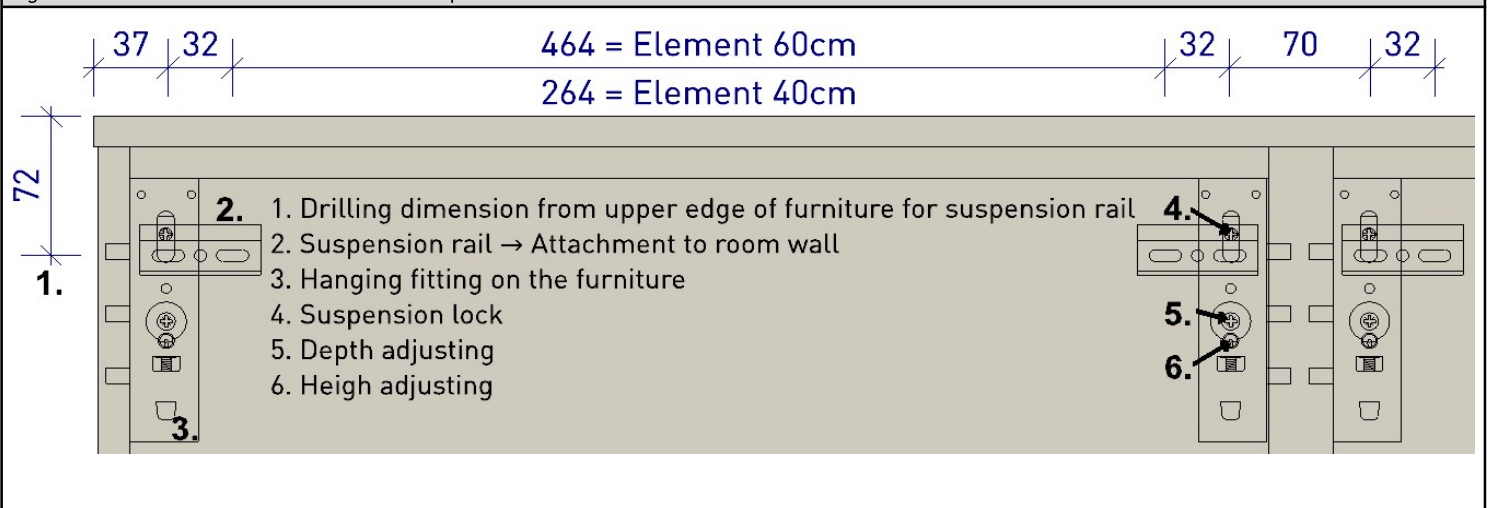 37 32 464 = Element 60cm 32 70 32
264 = Element 40cm
72
2. 1. Drilling dimension from upper edge of furniture for suspension rail 4.
2. Suspension rail → Attachment to room wall
1. 3. Hanging fitting on the furniture
4. Suspension lock 5.
5. Depth adjusting
6. Heigh adjusting 6.
3.